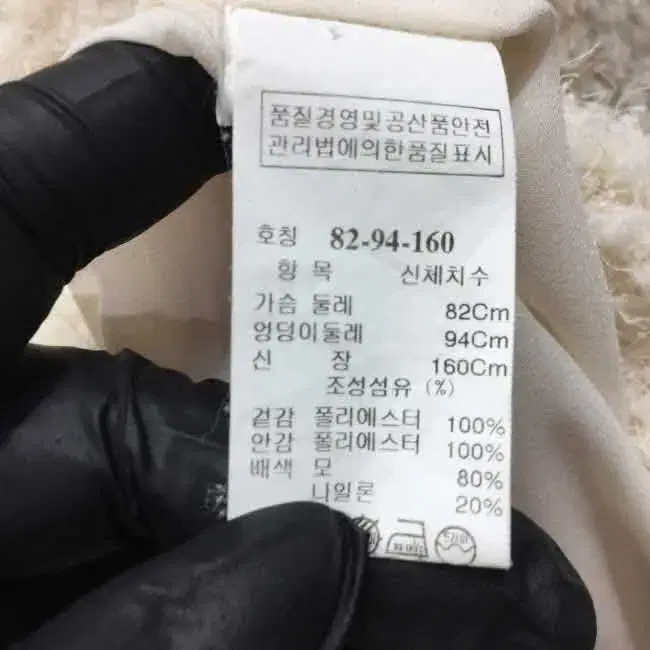 품질경영및공산품안전
관리법에의한품질표시
호칭 82-94-160
항 목 신체치수
가슴 둘레 82Cm
엉덩이둘레 94Cm
신 장 160Cm
조성섬유 (%)
겉감 폴리에스터 100%
안감 폴리에스터 100%
배색 모 80%
나일론 20%